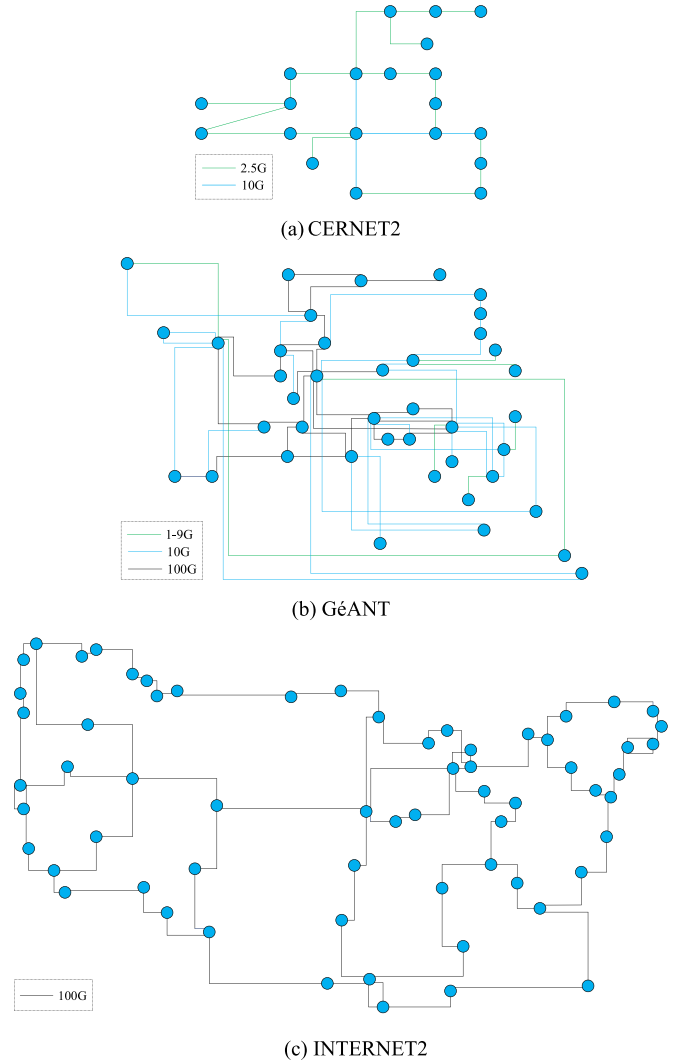 2.5G
10G
(a) CERNET2
1-9G
10G
100G
(b) GéANT
100G
(c) INTERNET2